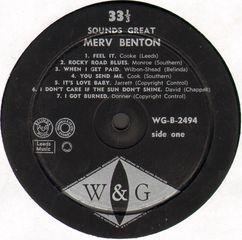 33⅓
SOUNDS GREAT
MERV BENTON
1. FEEL IT. Cooke (Leeds)
2. ROCKY ROAD BLUES. Monroe (Southern)
3. WHEN I GET PAID. Wilbon-Shead (Belinda)
4. YOU SEND ME. Cook (Southern)
5. IT'S LOVE BABY. Jarrett (Copyright Control)
6. I DON'T CARE IF THE SUN DON'T SHINE. David (Chappell)
7. I GOT BURNED. Donner (Copyright Control)
WG-B-2494
side one
Leeds Music
W&G